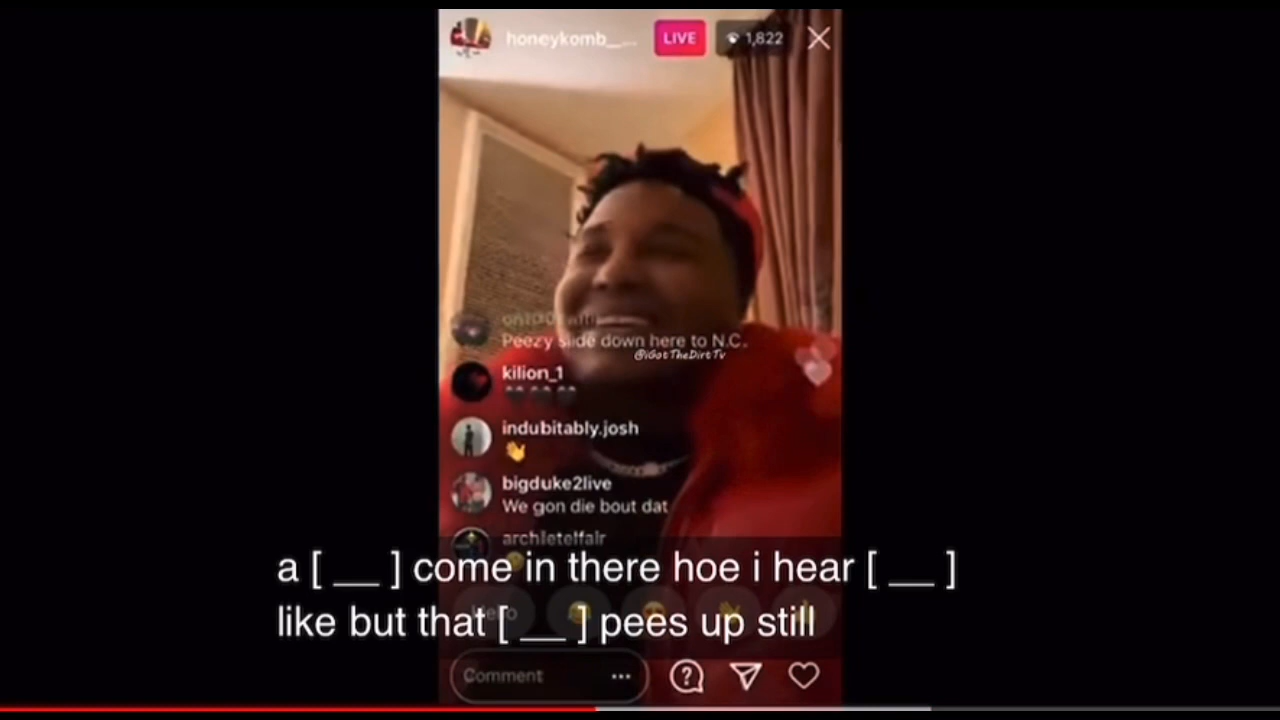 honeykomb__...
LIVE
1,822
Peezy slide down here to N.C.
@iGotTheDirtTv
kilion_1
indubitably.josh
bigduke2live
We gon die bout dat
archietelfair
a [ __ ] come in there hoe i hear [ __ ]
like but that [ __ ] pees up still
Comment